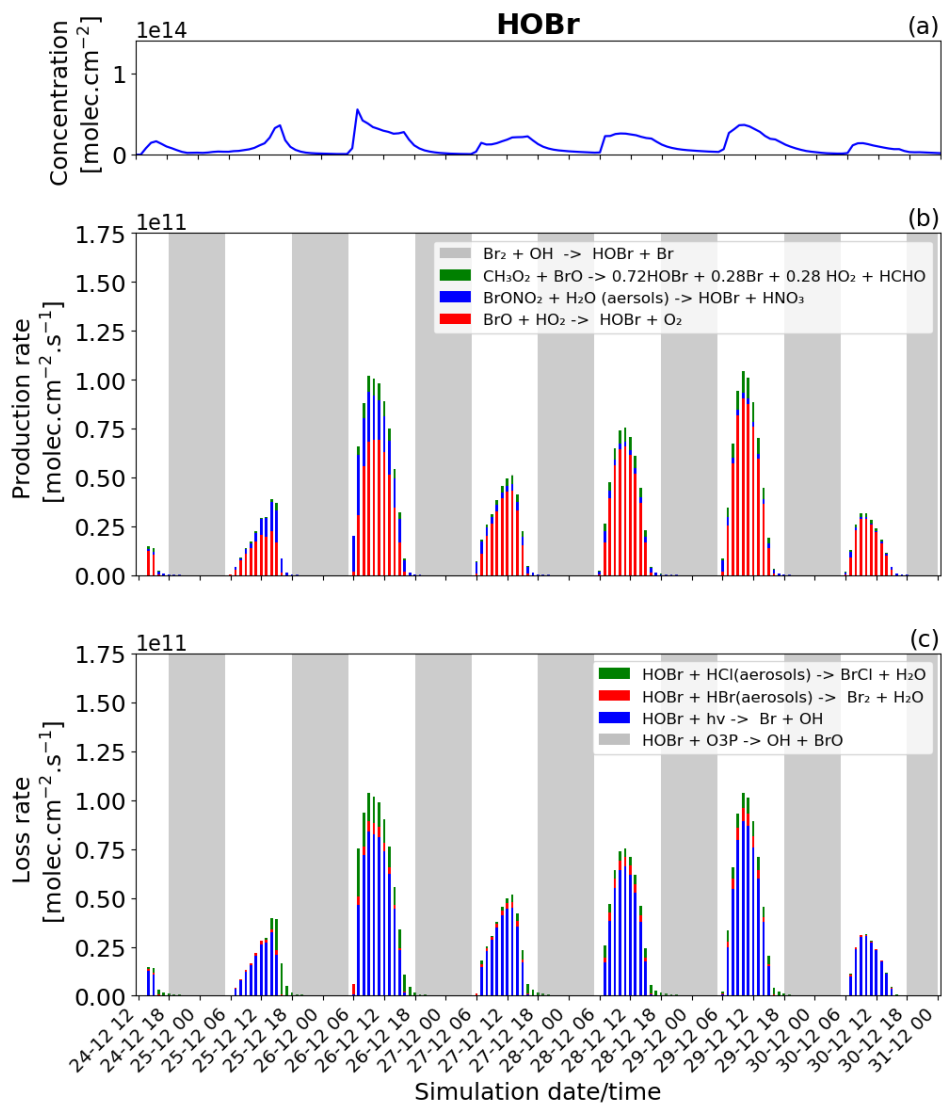 HOBr
(a)
1e14
Concentration
[molec.cm⁻²]
1
0
(b)
1e11
Production rate
[molec.cm⁻².s⁻¹]
1.75
1.50
1.25
1.00
0.75
0.50
0.25
0.00
Br₂ + OH -> HOBr + Br
CH₃O₂ + BrO -> 0.72HOBr + 0.28Br + 0.28 HO₂ + HCHO
BrONO₂ + H₂O (aersols) -> HOBr + HNO₃
BrO + HO₂ -> HOBr + O₂
(c)
1e11
Loss rate
[molec.cm⁻².s⁻¹]
1.75
1.50
1.25
1.00
0.75
0.50
0.25
0.00
HOBr + HCl(aerosols) -> BrCl + H₂O
HOBr + HBr(aerosols) -> Br₂ + H₂O
HOBr + hv -> Br + OH
HOBr + O3P -> OH + BrO
24-12 12
24-12 18
25-12 00
25-12 06
25-12 12
25-12 18
26-12 00
26-12 06
26-12 12
26-12 18
27-12 00
27-12 06
27-12 12
27-12 18
28-12 00
28-12 06
28-12 12
28-12 18
29-12 00
29-12 06
29-12 12
29-12 18
30-12 00
30-12 06
30-12 12
30-12 18
31-12 00
Simulation date/time